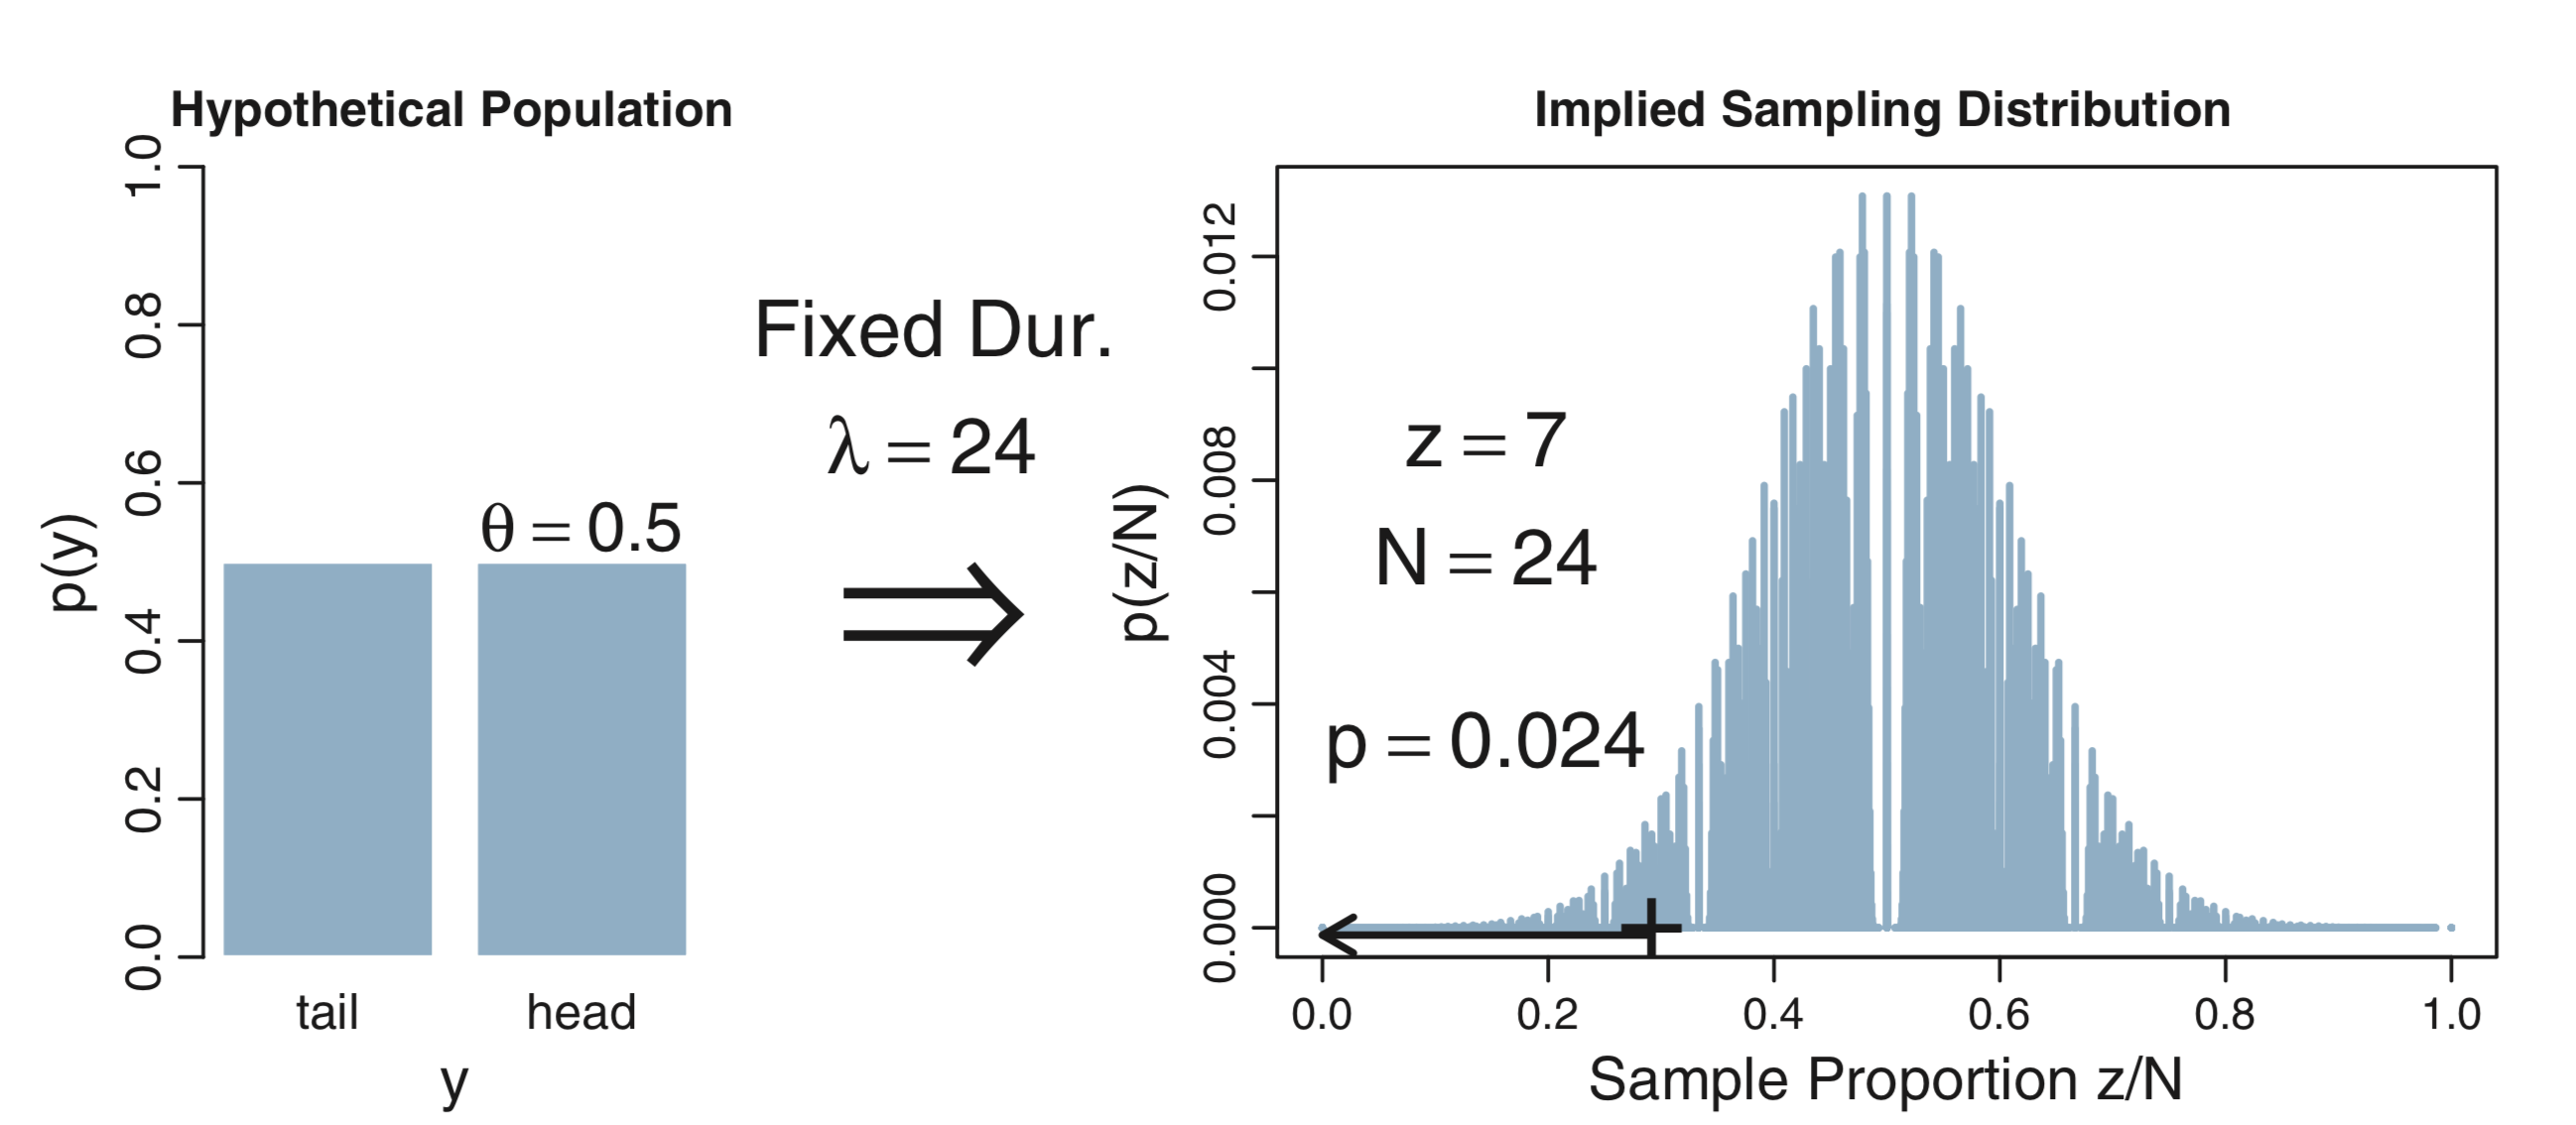 Hypothetical Population
1.0
0.8
0.6
0.4
0.2
0.0
p(y)
θ = 0.5
tail head
y
Fixed Dur.
λ = 24
⇒
Implied Sampling Distribution
0.012
0.008
0.004
0.000
p(z/N)
z = 7
N = 24
p = 0.024
0.0 0.2 0.4 0.6 0.8 1.0
Sample Proportion z/N